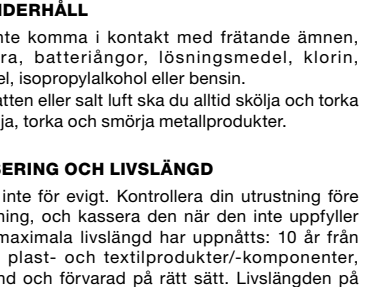 NDERHÅLL
nte komma i kontakt med frätande ämnen,
ra, batteriångor, lösningsmedel, klorin,
el, isopropylalkohol eller bensin.
atten eller salt luft ska du alltid skölja och torka
lja, torka och smörja metallprodukter.
SERING OCH LIVSLÄNGD
inte för evigt. Kontrollera din utrustning före
ning, och kassera den när den inte uppfyller
maximala livslängd har uppnåtts: 10 år från
plast- och textilprodukter/-komponenter,
nd och förvarad på rätt sätt. Livslängden på